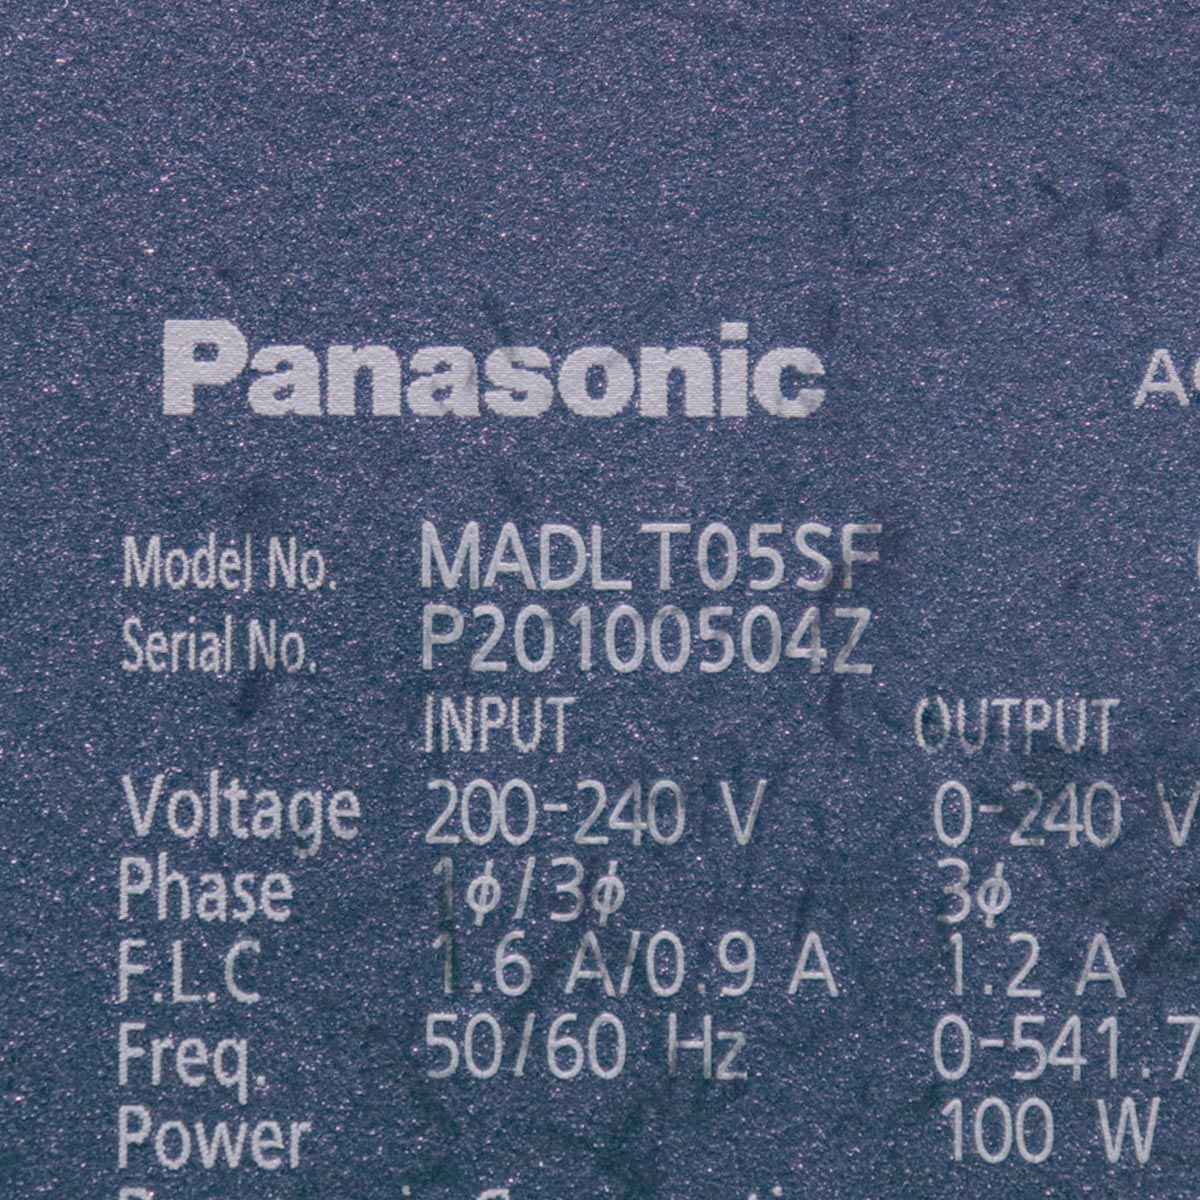 Panasonic
Model No. MADLT05SF
Serial No. P20100504Z
INPUT OUTPUT
Voltage 200-240 V 0-240 V
Phase 1ϕ/3ϕ 3ϕ
F.L.C 1.6 A/0.9 A 1.2 A
Freq. 50/60 Hz 0-541.7
Power 100 W